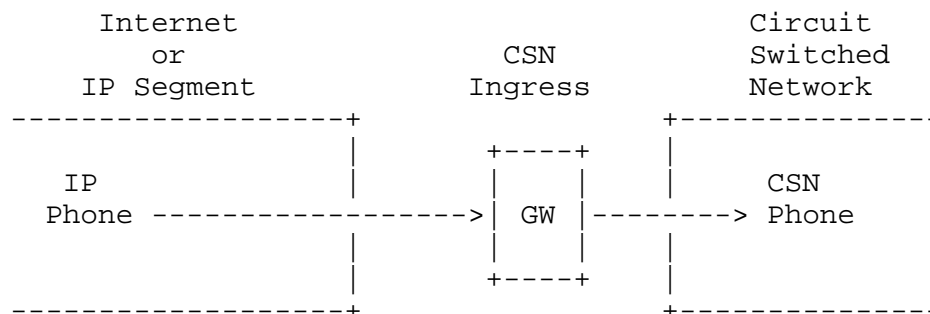 Internet Circuit
or CSN Switched
IP Segment Ingress Network
IP CSN
Phone GW Phone